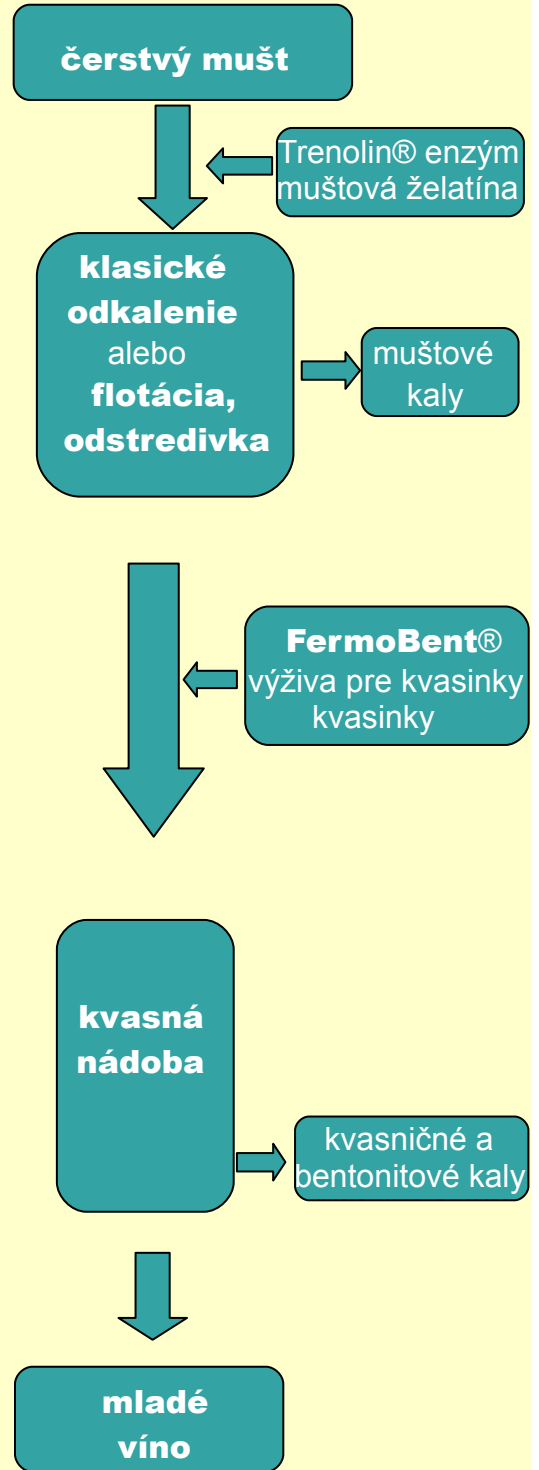 čerstvý mušt
Trenolin® enzým
muštová želatína
klasické
odkalenie
alebo
flotácia,
odstredivka
muštové
kaly
FermoBent®
výživa pre kvasinky
kvasinky
kvasná
nádoba
kvasničné a
bentonitové kaly
mladé
víno